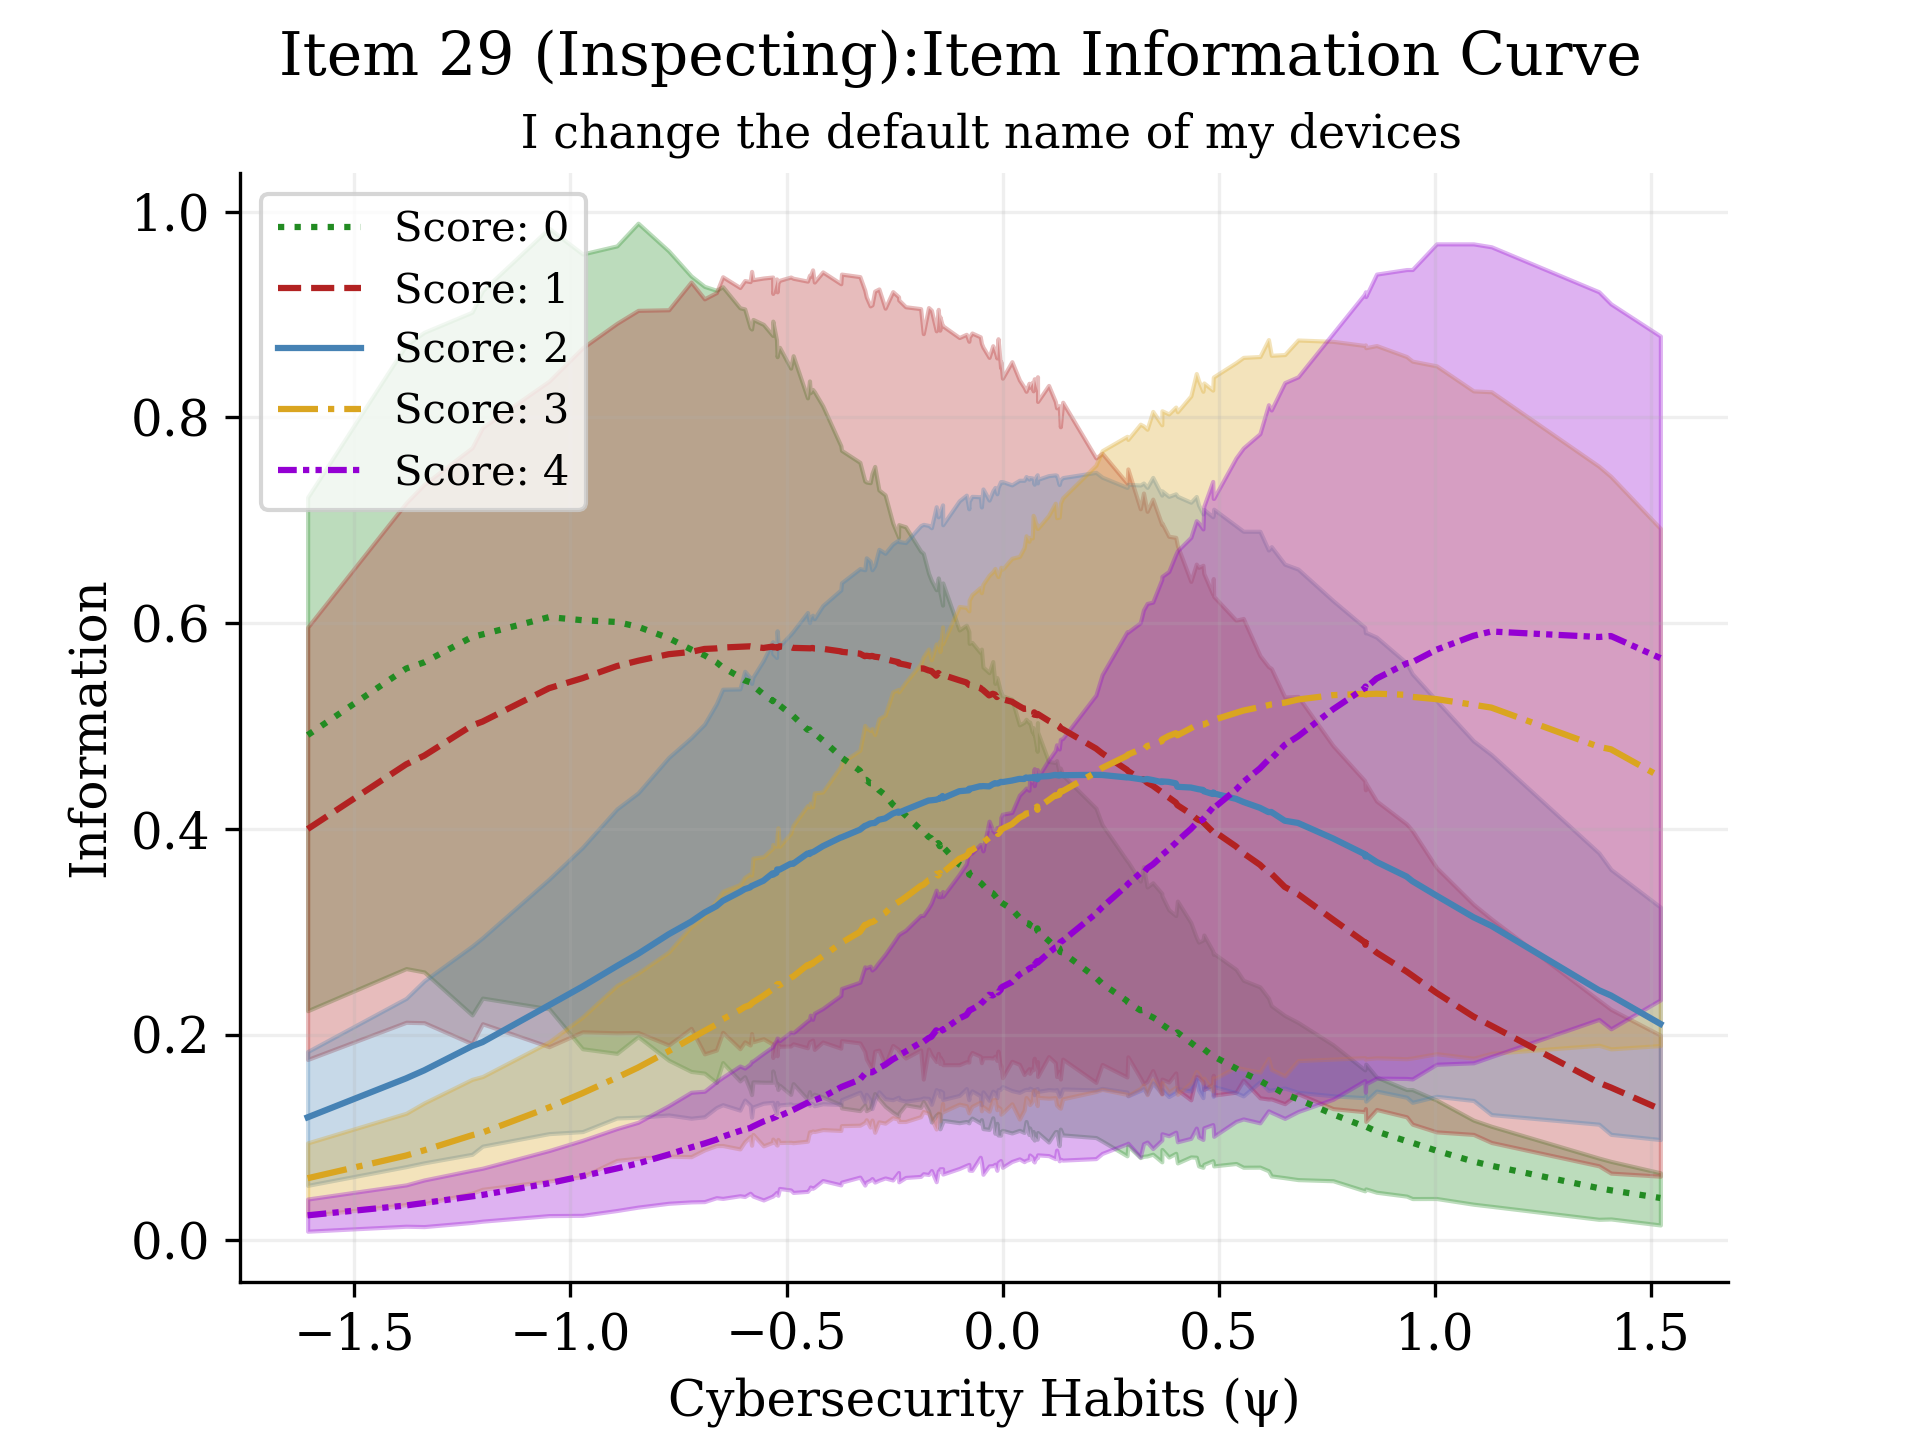 Item 29 (Inspecting):Item Information Curve
I change the default name of my devices
Score: 0
Score: 1
Score: 2
Score: 3
Score: 4
Information
1.0
0.8
0.6
0.4
0.2
0.0
−1.5
−1.0
−0.5
0.0
0.5
1.0
1.5
Cybersecurity Habits (ψ)